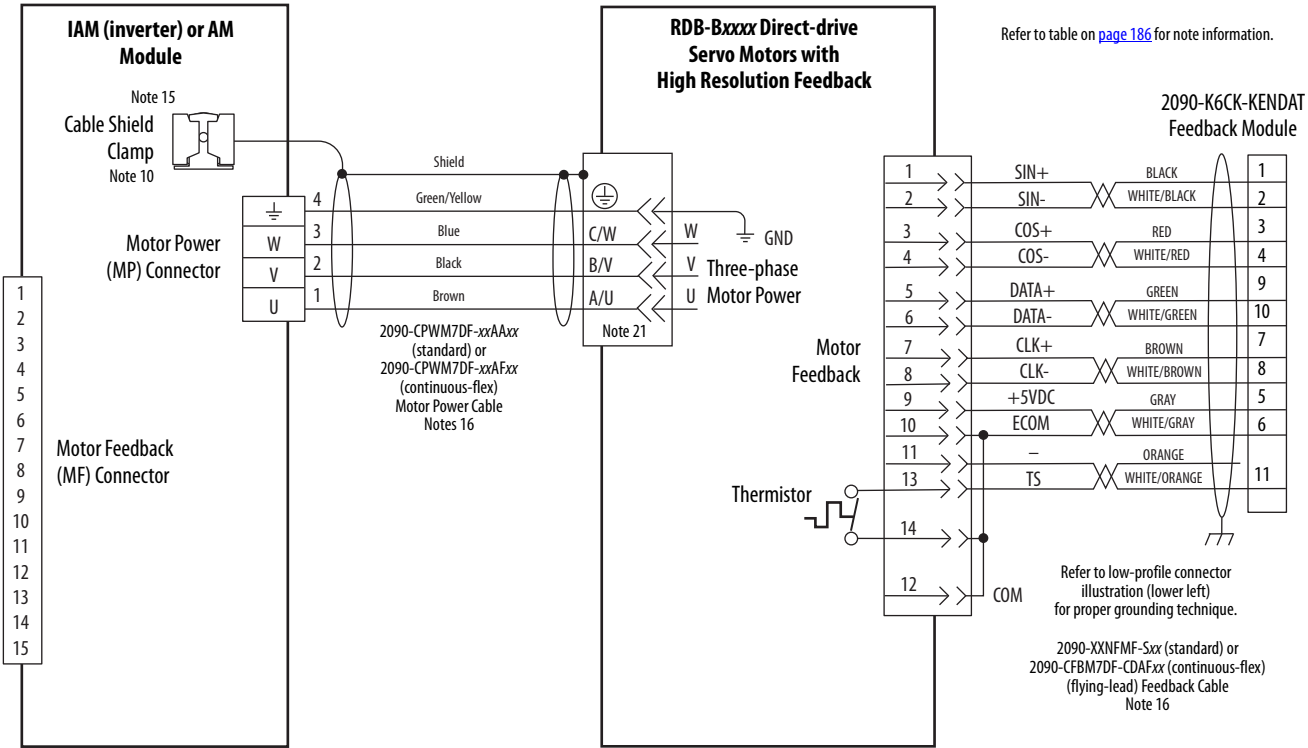 IAM (inverter) or AM
Module
Note 15
Cable Shield
Clamp
Note 10
Motor Power
(MP) Connector
W
V
U
4
3
2
1
Shield
Green/Yellow
Blue
Black
Brown
2090-CPWM7DF-xxAAxx
(standard) or
2090-CPWM7DF-xxAFxx
(continuous-flex)
Motor Power Cable
Notes 16
1
2
3
4
5
6
7
8
9
10
11
12
13
14
15
Motor Feedback
(MF) Connector
RDB-Bxxxx Direct-drive
Servo Motors with
High Resolution Feedback
C/W
B/V
A/U
Note 21
W
V
U
GND
Three-phase
Motor Power
Motor
Feedback
Thermistor
1
2
3
4
5
6
7
8
9
10
11
13
14
12
SIN+
SIN-
COS+
COS-
DATA+
DATA-
CLK+
CLK-
+5VDC
ECOM
–
TS
COM
BLACK
WHITE/BLACK
RED
WHITE/RED
GREEN
WHITE/GREEN
BROWN
WHITE/BROWN
GRAY
WHITE/GRAY
ORANGE
WHITE/ORANGE
Refer to table on page 186 for note information.
2090-K6CK-KENDAT
Feedback Module
1
2
3
4
9
10
7
8
5
6
11
Refer to low-profile connector
illustration (lower left)
for proper grounding technique.
2090-XXNFMF-Sxx (standard) or
2090-CFBM7DF-CDAFxx (continuous-flex)
(flying-lead) Feedback Cable
Note 16